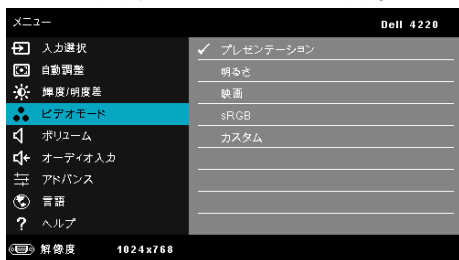 メニュー
Dell 4220
入力選択
自動調整
輝度/明度差
ビデオモード
ボリューム
オーディオ入力
アドバンス
言語
ヘルプ
✓ プレゼンテーション
明るさ
映画
sRGB
カスタム
解像度 1024x768